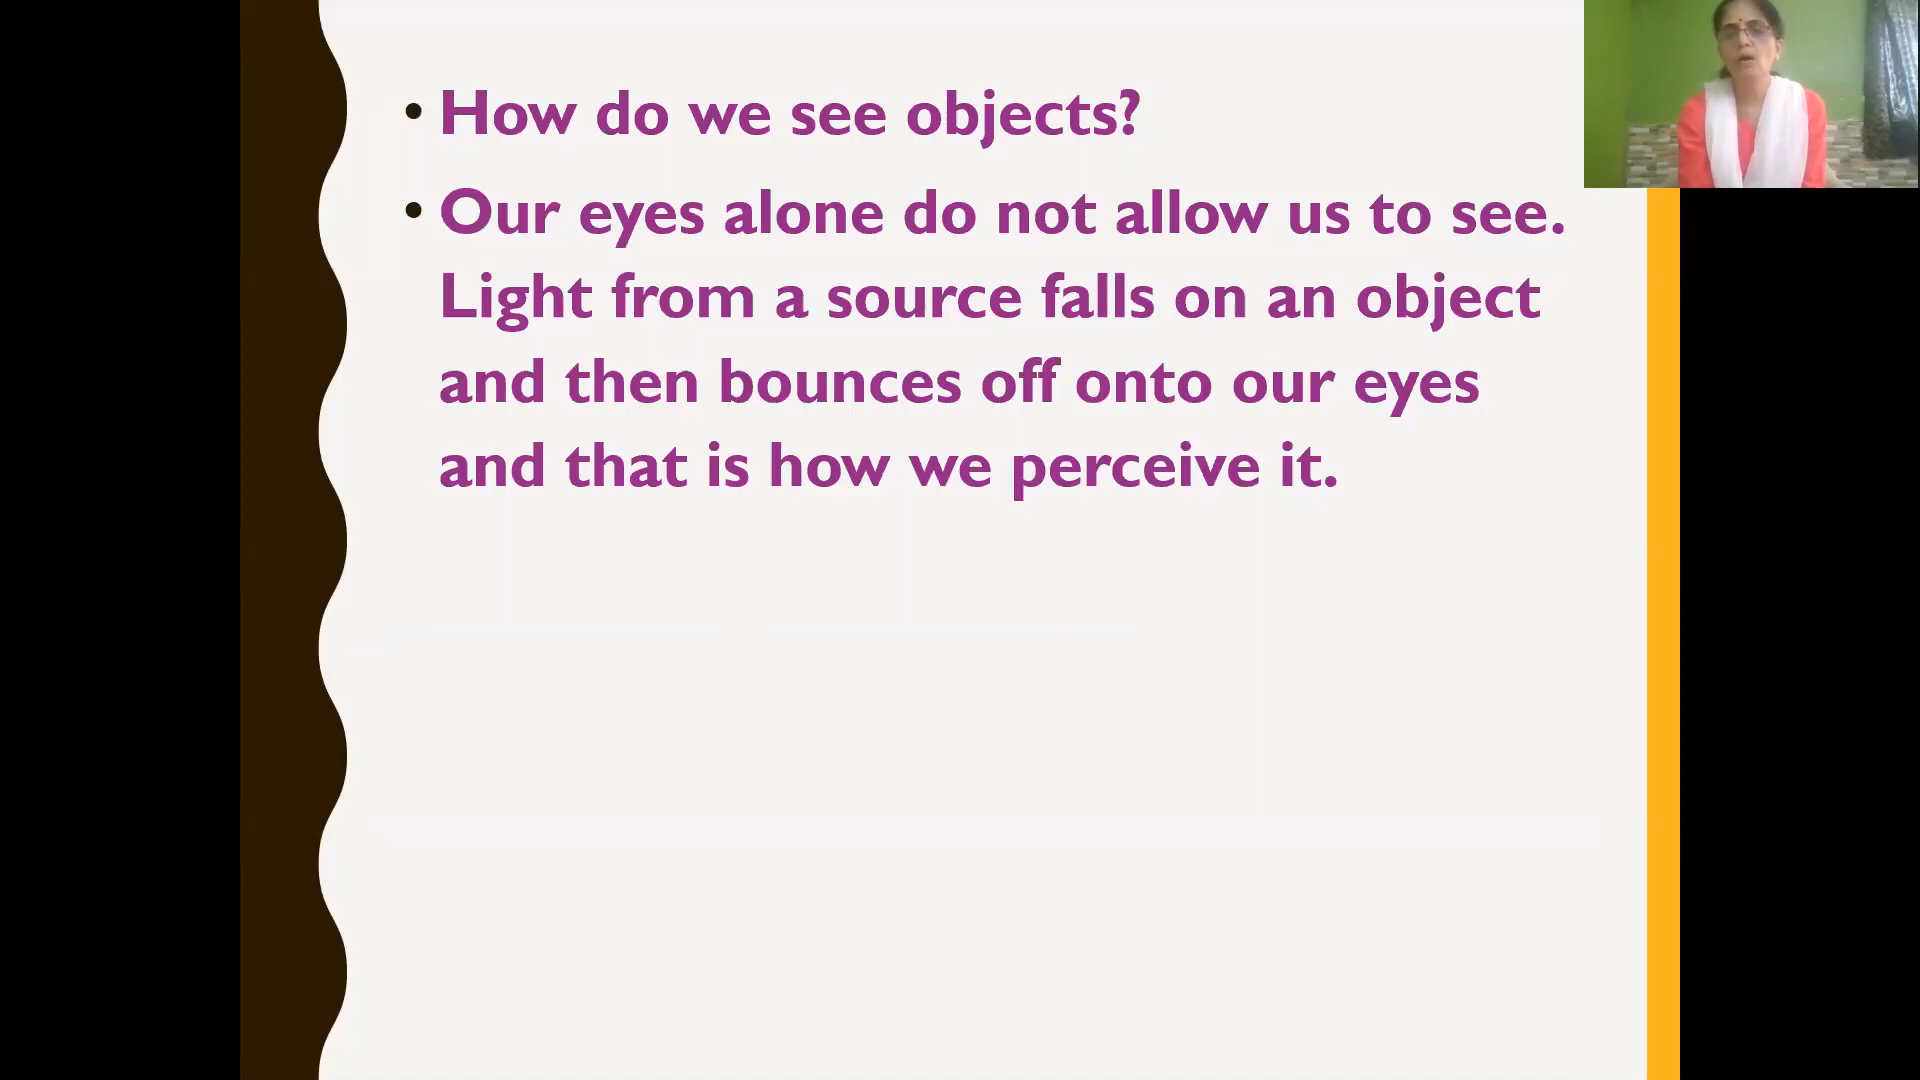 • How do we see objects?
• Our eyes alone do not allow us to see.
Light from a source falls on an object
and then bounces off onto our eyes
and that is how we perceive it.